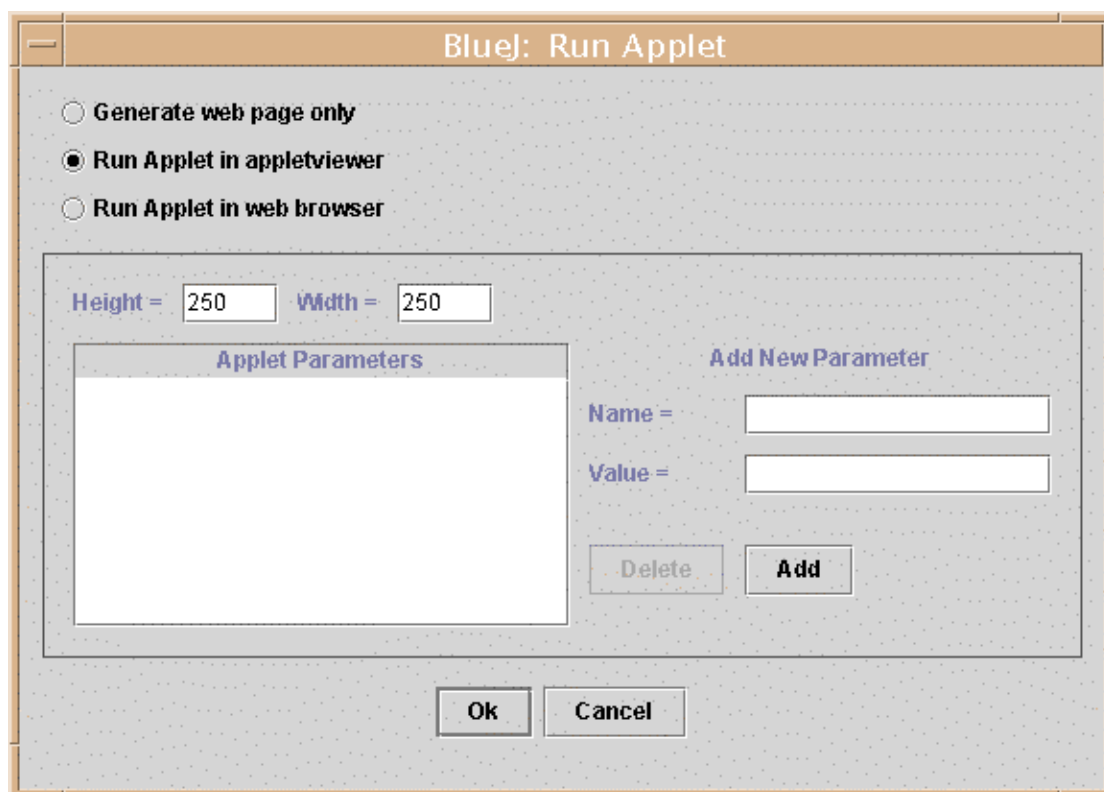 BlueJ: Run Applet
Generate web page only
Run Applet in appletviewer
Run Applet in web browser
Height = 250 Width = 250
Applet Parameters
Add New Parameter
Name =
Value =
Delete Add
Ok Cancel